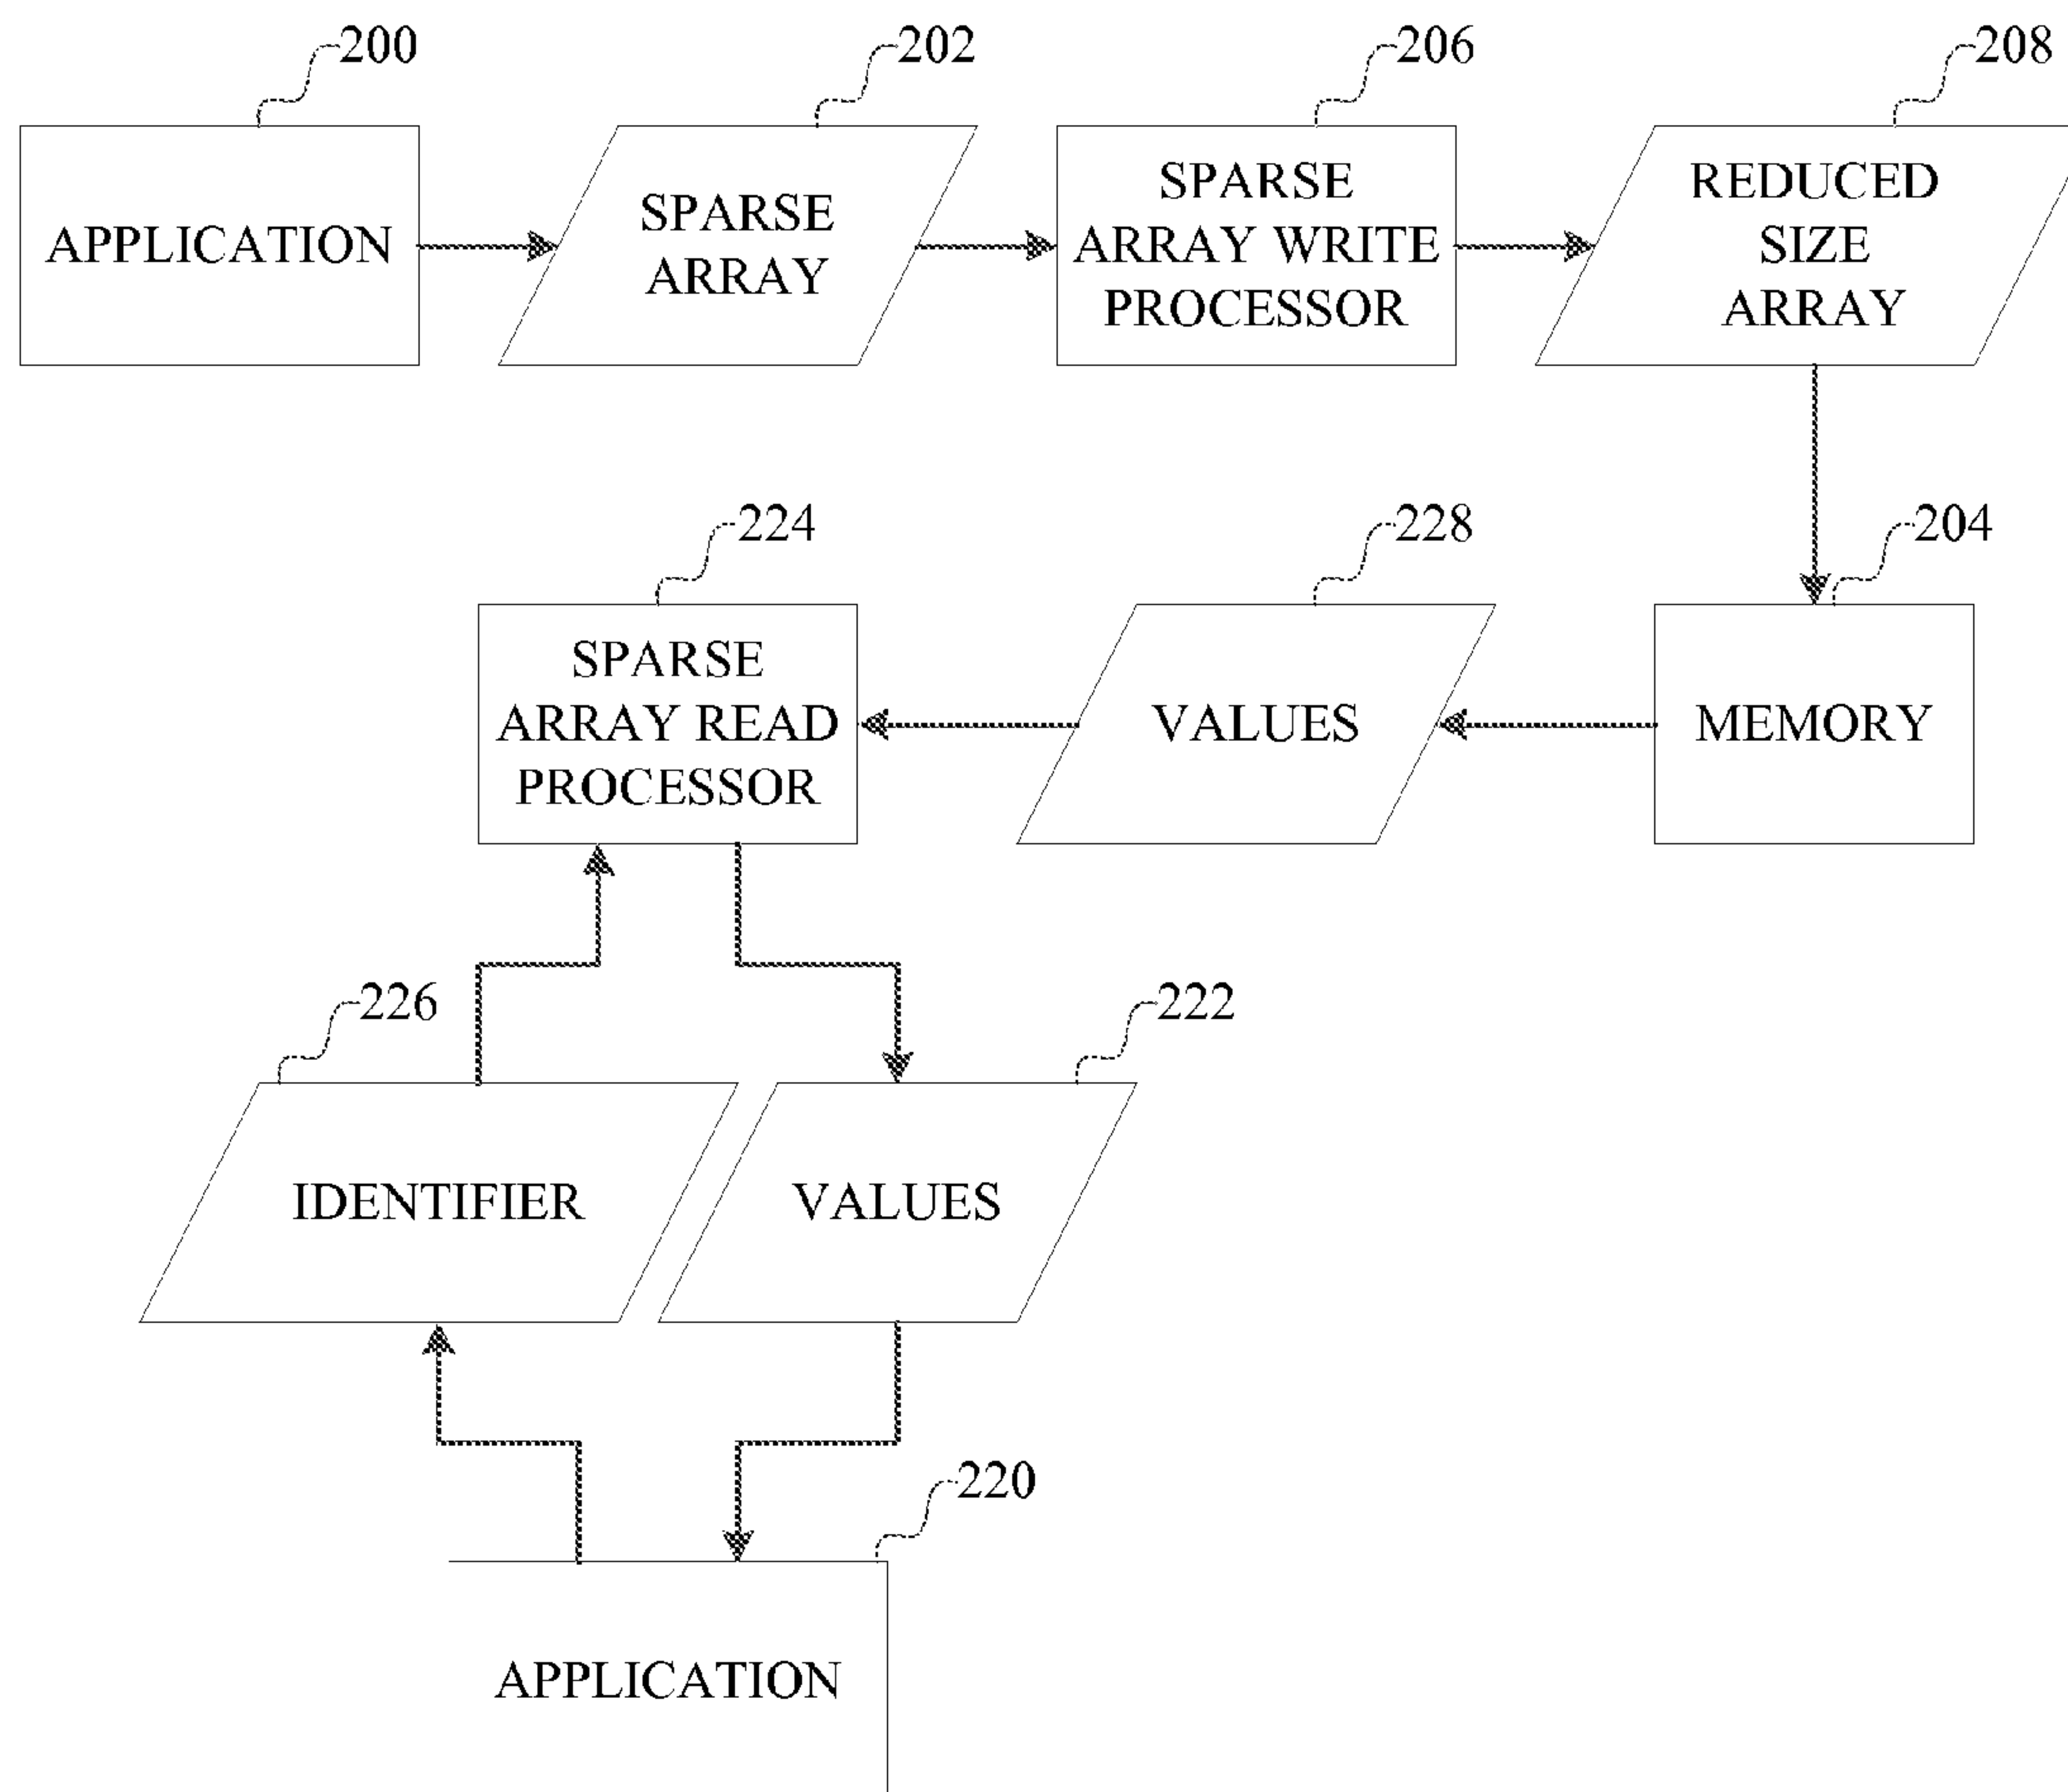 200
202
206
208
APPLICATION
SPARSE
ARRAY
SPARSE
ARRAY WRITE
PROCESSOR
REDUCED
SIZE
ARRAY
224
228
204
SPARSE
ARRAY READ
PROCESSOR
VALUES
MEMORY
226
222
IDENTIFIER
VALUES
220
APPLICATION